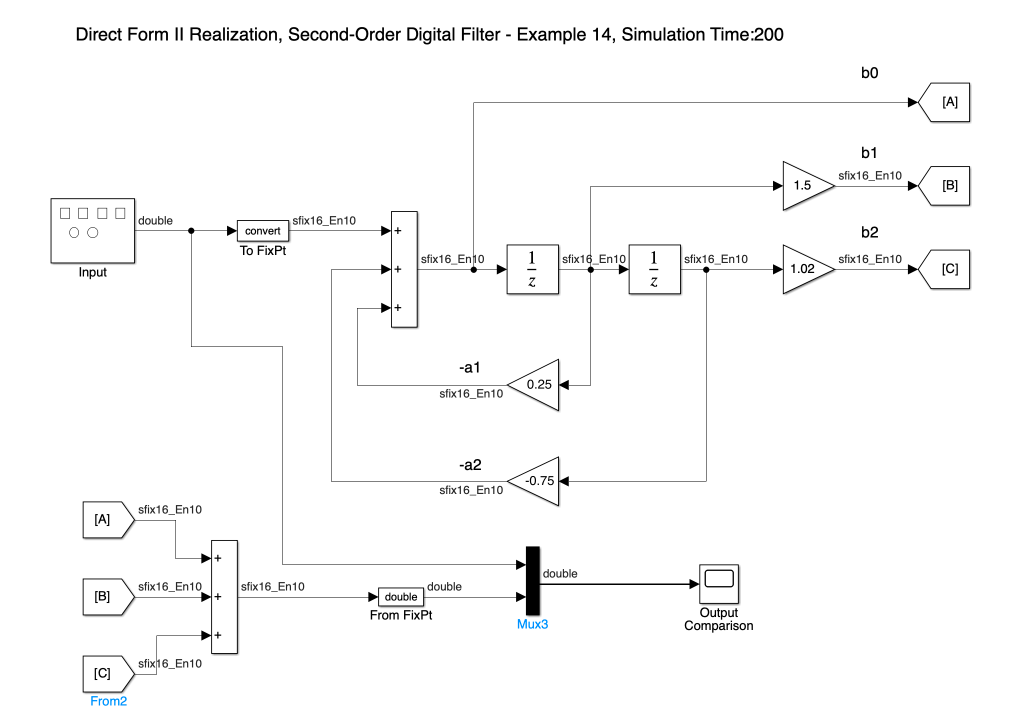 Direct Form II Realization, Second-Order Digital Filter - Example 14, Simulation Time:200
b0
[A]
b1
1.5
sfix16_En10
[B]
Input
double
convert
To FixPt
sfix16_En10
+
+
+
sfix16_En10
1
z
sfix16_En10
1
z
sfix16_En10
b2
1.02
sfix16_En10
[C]
-a1
0.25
sfix16_En10
-a2
-0.75
sfix16_En10
[A]
sfix16_En10
[B]
sfix16_En10
[C]
sfix16_En10
From2
+
+
+
sfix16_En10
double
From FixPt
double
Mux3
double
Output
Comparison